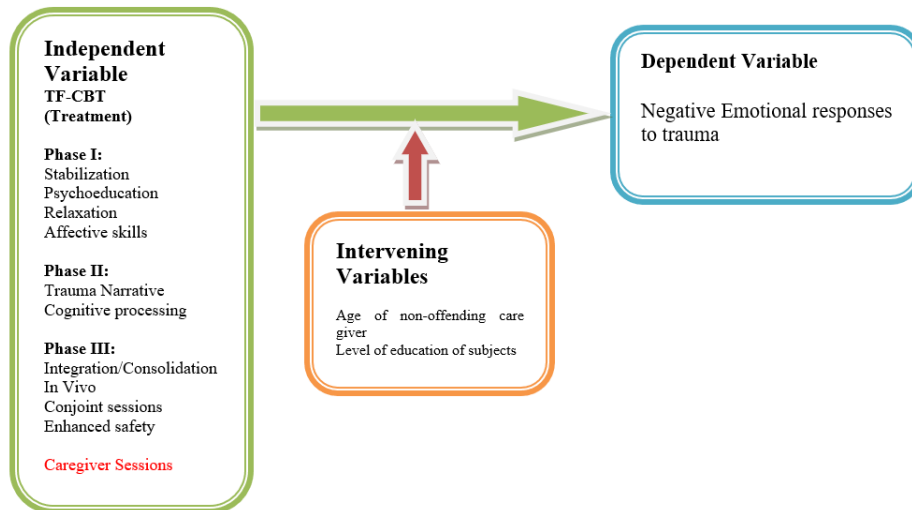 Independent
Variable
TF-CBT
(Treatment)
Phase I:
Stabilization
Psychoeducation
Relaxation
Affective skills
Phase II:
Trauma Narrative
Cognitive processing
Phase III:
Integration/Consolidation
In Vivo
Conjoint sessions
Enhanced safety
Caregiver Sessions
Intervening
Variables
Age of non-offending care
giver
Level of education of subjects
Dependent Variable
Negative Emotional responses
to trauma